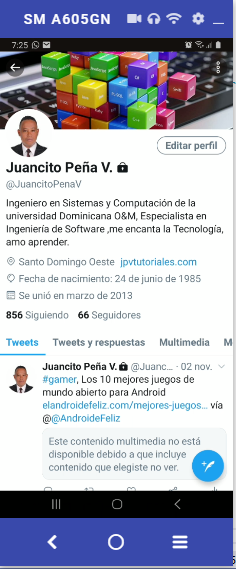 SM A605GN
7:25
Editar perfil
Juancito Peña V.
@JuancitoPenaV
Ingeniero en Sistemas y Computación de la
universidad Dominicana O&M, Especialista en
Ingeniería de Software ,me encanta la Tecnología,
amo aprender.
Santo Domingo Oeste jpvtutoriales.com
Fecha de nacimiento: 24 de junio de 1985
Se unió en marzo de 2013
856 Siguiendo 66 Seguidores
Tweets Tweets y respuestas Multimedia M
Juancito Peña V. @Juanc... · 02 nov.
#gamer, Los 10 mejores juegos de
mundo abierto para Android
elandroidefeliz.com/mejores-juegos... vía
@@AndroideFeliz
Este contenido multimedia no está
disponible debido a que incluye
contenido que elegiste no ver.